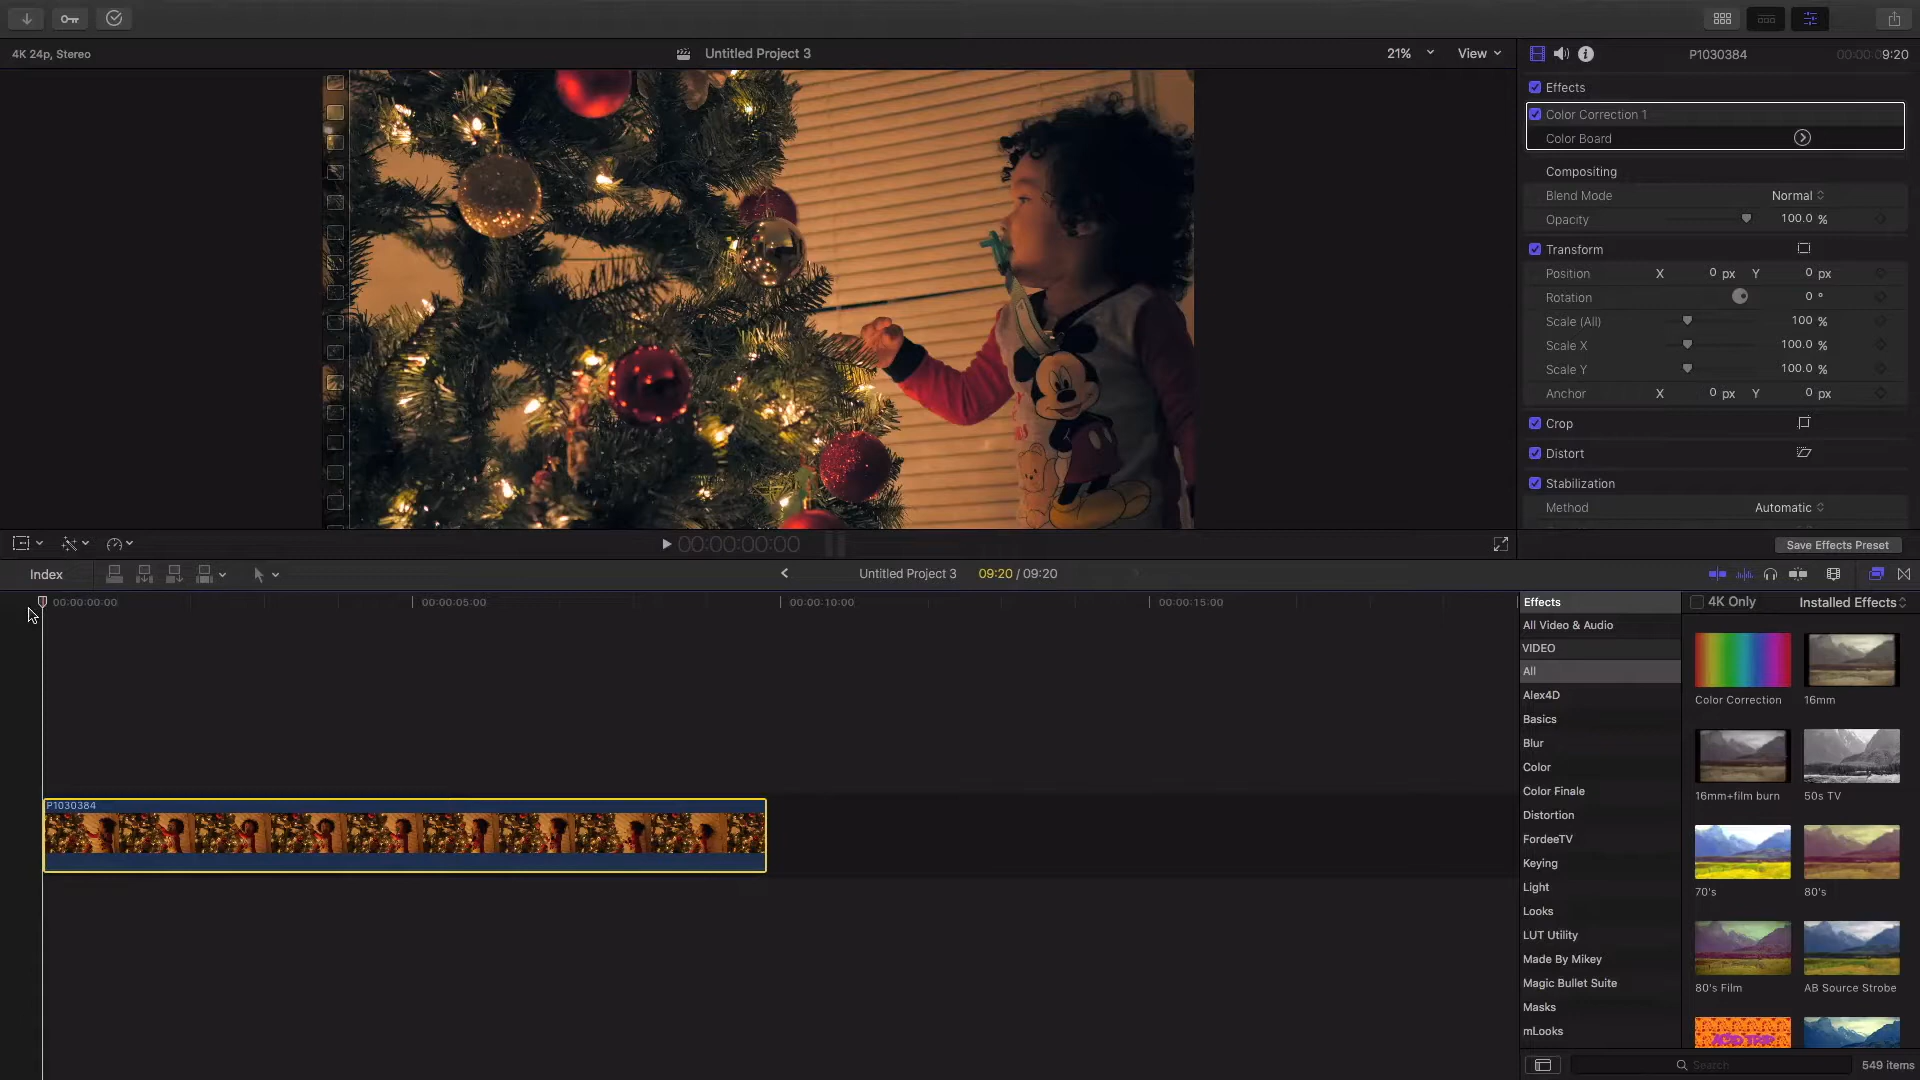 4K 24p, Stereo
Untitled Project 3
21%
View
P1030384
9:20
Effects
Color Correction 1
Color Board
Compositing
Blend Mode
Normal
Opacity
100.0 %
Transform
Position
X
0 px
Y
0 px
Rotation
0 °
Scale (All)
100 %
Scale X
100.0 %
Scale Y
100.0 %
Anchor
X
0 px
Y
0 px
Crop
Distort
Stabilization
Method
Automatic
00:00:00:00
Save Effects Preset
Index
Untitled Project 3
09:20 / 09:20
00:00:00:00
00:00:05:00
00:00:10:00
00:00:15:00
P1030384
Effects
4K Only
Installed Effects
All Video & Audio
VIDEO
All
Alex4D
Basics
Blur
Color
Color Finale
Distortion
FordeeTV
Keying
Light
Looks
LUT Utility
Made By Mikey
Magic Bullet Suite
Masks
mLooks
Color Correction
16mm
16mm+film burn
50s TV
70's
80's
80's Film
AB Source Strobe
ACID TRIP
Search
549 items